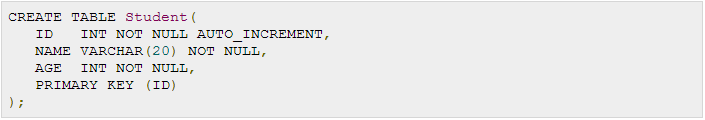 CREATE TABLE Student(
   ID   INT NOT NULL AUTO_INCREMENT,
   NAME VARCHAR(20) NOT NULL,
   AGE  INT NOT NULL,
   PRIMARY KEY (ID)
);